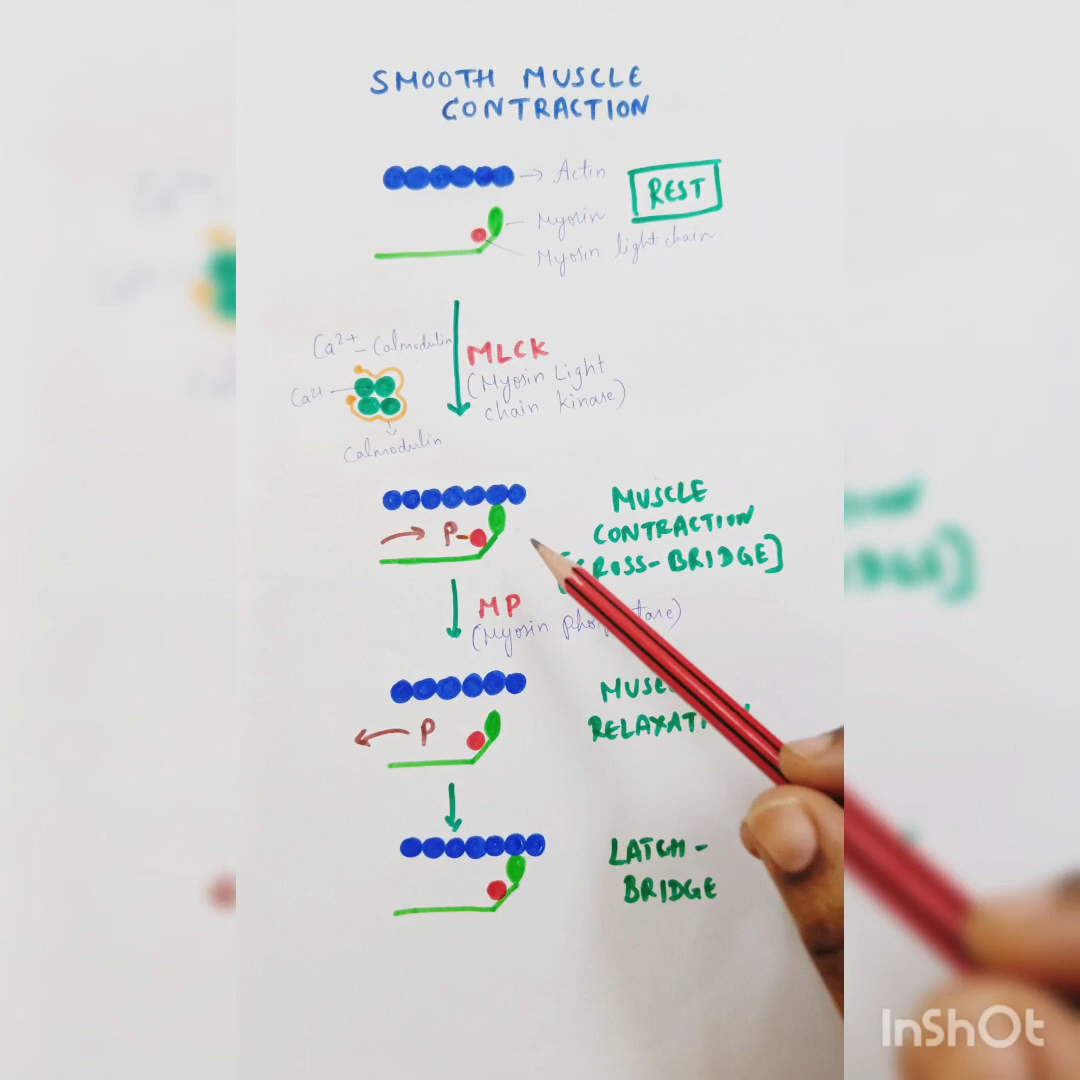 SMOOTH MUSCLE
CONTRACTION
→ Actin
REST
Myosin
Myosin light chain
Ca2+ - Calmodulin
MLCK
(Myosin Light
chain kinase)
Ca2+
Calmodulin
MUSCLE
CONTRACTION
[CROSS-BRIDGE]
P
MP
(Myosin
RELAXATI
P
LATCH-
BRIDGE
InShOt